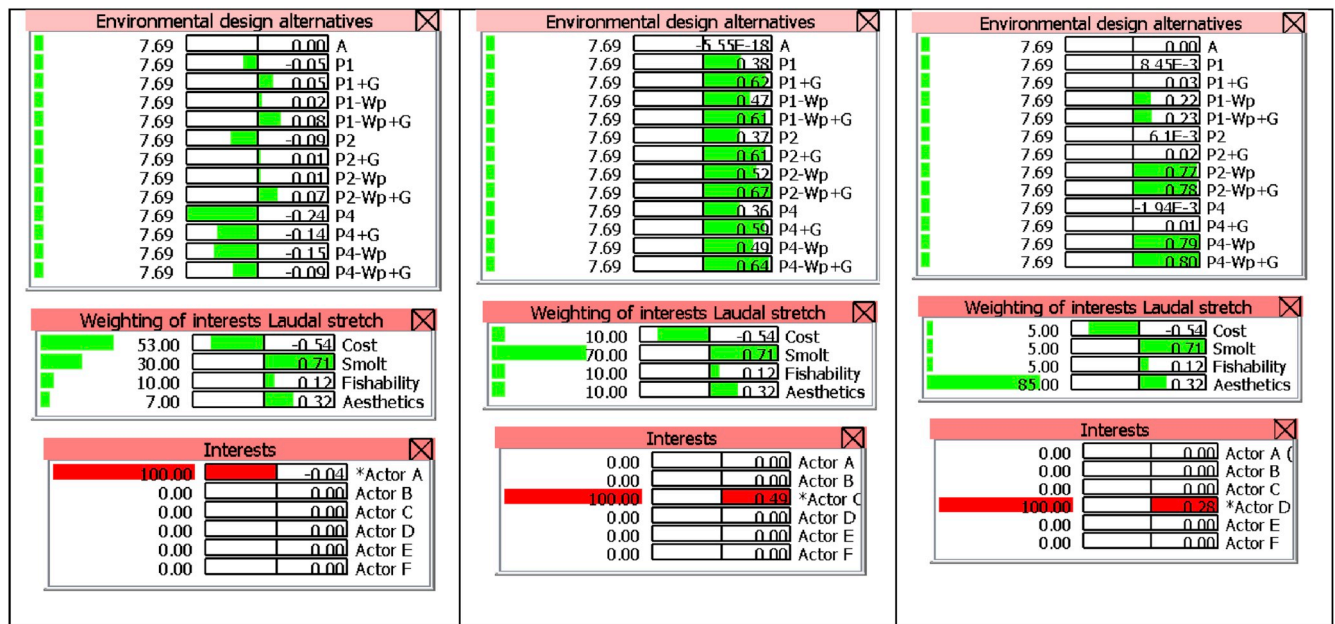 Environmental design alternatives
7.69 0.00 A
7.69 -0.05 P1
7.69 0.05 P1+G
7.69 0.02 P1-Wp
7.69 0.08 P1-Wp+G
7.69 -0.09 P2
7.69 0.01 P2+G
7.69 0.01 P2-Wp
7.69 0.07 P2-Wp+G
7.69 -0.24 P4
7.69 -0.14 P4+G
7.69 -0.15 P4-Wp
7.69 -0.09 P4-Wp+G
Weighting of interests Laudal stretch
53.00 -0.54 Cost
30.00 0.71 Smolt
10.00 0.12 Fishability
7.00 0.32 Aesthetics
Interests
100.00 -0.04 *Actor A
0.00 0.00 Actor B
0.00 0.00 Actor C
0.00 0.00 Actor D
0.00 0.00 Actor E
0.00 0.00 Actor F
Environmental design alternatives
7.69 -5.55E-18 A
7.69 0.38 P1
7.69 0.62 P1+G
7.69 0.47 P1-Wp
7.69 0.61 P1-Wp+G
7.69 0.37 P2
7.69 0.61 P2+G
7.69 0.52 P2-Wp
7.69 0.67 P2-Wp+G
7.69 0.36 P4
7.69 0.59 P4+G
7.69 0.49 P4-Wp
7.69 0.64 P4-Wp+G
Weighting of interests Laudal stretch
10.00 -0.54 Cost
70.00 0.71 Smolt
10.00 0.12 Fishability
10.00 0.32 Aesthetics
Interests
0.00 0.00 Actor A
0.00 0.00 Actor B
100.00 0.49 *Actor C
0.00 0.00 Actor D
0.00 0.00 Actor E
0.00 0.00 Actor F
Environmental design alternatives
7.69 0.00 A
7.69 8.45E-3 P1
7.69 0.03 P1+G
7.69 0.22 P1-Wp
7.69 0.23 P1-Wp+G
7.69 6.1E-3 P2
7.69 0.02 P2+G
7.69 0.77 P2-Wp
7.69 0.78 P2-Wp+G
7.69 -1.94E-3 P4
7.69 0.01 P4+G
7.69 0.79 P4-Wp
7.69 0.80 P4-Wp+G
Weighting of interests Laudal stretch
5.00 -0.54 Cost
5.00 0.71 Smolt
5.00 0.12 Fishability
85.00 0.32 Aesthetics
Interests
0.00 0.00 Actor A (
0.00 0.00 Actor B
0.00 0.00 Actor C
100.00 0.28 *Actor D
0.00 0.00 Actor E
0.00 0.00 Actor F